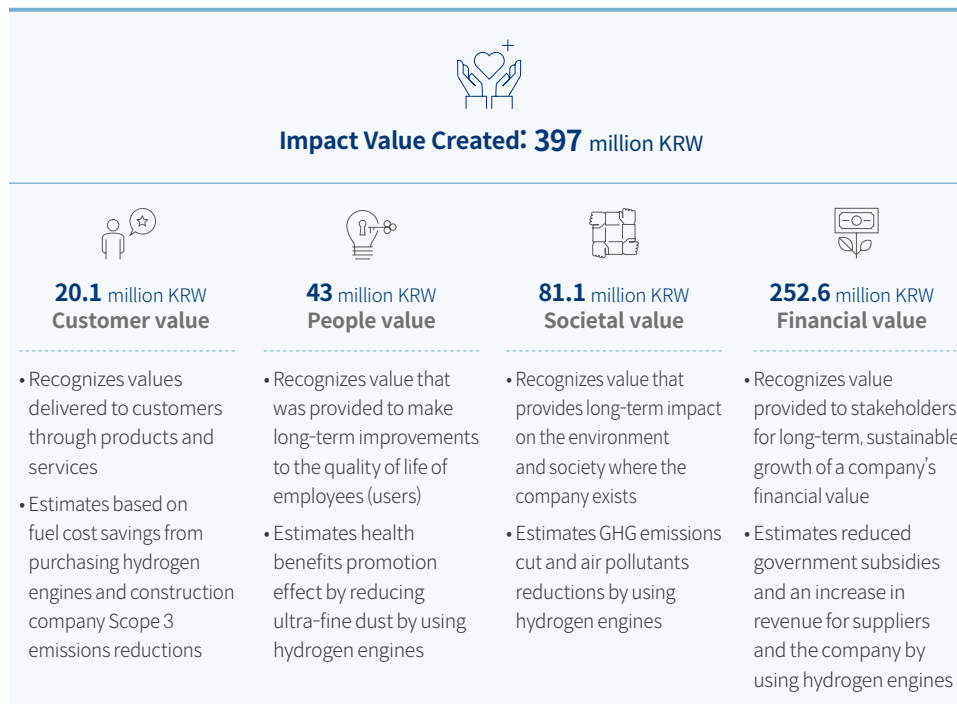 Impact Value Created: 397 million KRW
20.1 million KRW
Customer value
• Recognizes values
delivered to customers
through products and
services
• Estimates based on
fuel cost savings from
purchasing hydrogen
engines and construction
company Scope 3
emissions reductions
43 million KRW
People value
• Recognizes value that
was provided to make
long-term improvements
to the quality of life of
employees (users)
• Estimates health
benefits promotion
effect by reducing
ultra-fine dust by using
hydrogen engines
81.1 million KRW
Societal value
• Recognizes value that
provides long-term impact
on the environment
and society where the
company exists
• Estimates GHG emissions
cut and air pollutants
reductions by using
hydrogen engines
252.6 million KRW
Financial value
• Recognizes value
provided to stakeholders
for long-term, sustainable
growth of a company's
financial value
• Estimates reduced
government subsidies
and an increase in
revenue for suppliers
and the company by
using hydrogen engines